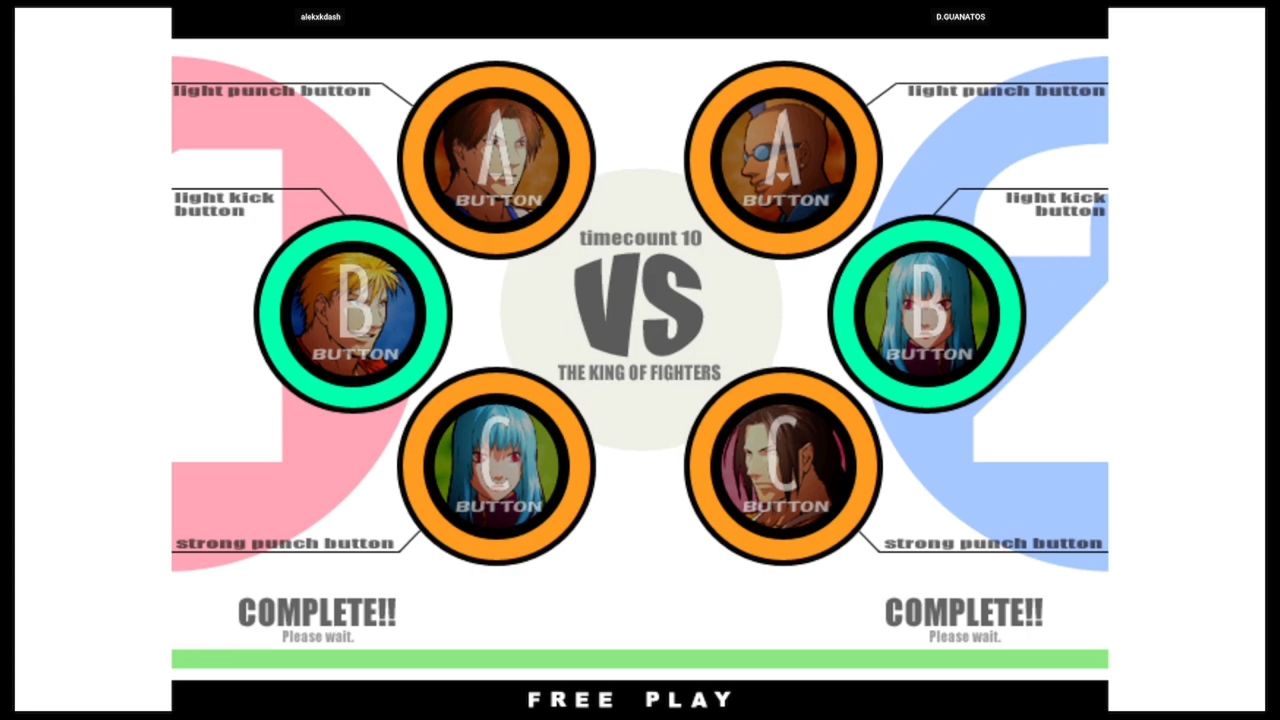 alekxkdash
D.GUANATOS
light punch button
light punch button
A
BUTTON
A
BUTTON
light kick
button
light kick
button
timecount 10
VS
THE KING OF FIGHTERS
B
BUTTON
B
BUTTON
1
2
C
BUTTON
C
BUTTON
strong punch button
strong punch button
COMPLETE!!
Please wait.
COMPLETE!!
Please wait.
FREE PLAY